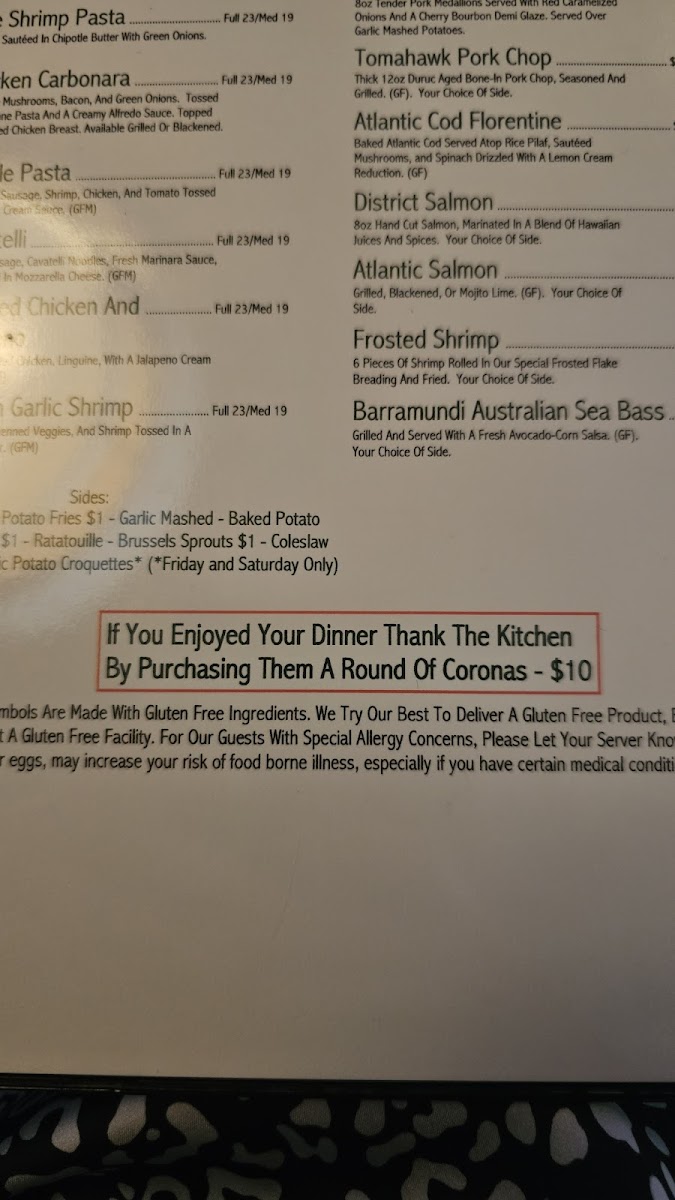 Shrimp Pasta .................... Full 23/Med 19
Sautéed In Chipotle Butter With Green Onions.
Carbonara .................... Full 23/Med 19
Mushrooms, Bacon, And Green Onions. Tossed
Pasta And A Creamy Alfredo Sauce. Topped
Chicken Breast. Available Grilled Or Blackened.
Pasta .................... Full 23/Med 19
Sausage, Shrimp, Chicken, And Tomato Tossed
Cream Sauce. (GFM)
.................... Full 23/Med 19
Cavatelli Noodles, Fresh Marinara Sauce,
In Mozzarella Cheese. (GFM)
Chicken And .................... Full 23/Med 19
Chicken, Linguine, With A Jalapeno Cream
Garlic Shrimp .................... Full 23/Med 19
Veggies, And Shrimp Tossed In A
(GFM)
8oz Tender Pork Medallions Served With Red Caramelized
Onions And A Cherry Bourbon Demi Glaze. Served Over
Garlic Mashed Potatoes.
Tomahawk Pork Chop ....................
Thick 12oz Duruc Aged Bone-In Pork Chop, Seasoned And
Grilled. (GF). Your Choice Of Side.
Atlantic Cod Florentine ....................
Baked Atlantic Cod Served Atop Rice Pilaf, Sautéed
Mushrooms, and Spinach Drizzled With A Lemon Cream
Reduction. (GF)
District Salmon ....................
8oz Hand Cut Salmon, Marinated In A Blend Of Hawaiian
Juices And Spices. Your Choice Of Side.
Atlantic Salmon ....................
Grilled, Blackened, Or Mojito Lime. (GF). Your Choice Of
Side.
Frosted Shrimp ....................
6 Pieces Of Shrimp Rolled In Our Special Frosted Flake
Breading And Fried. Your Choice Of Side.
Barramundi Australian Sea Bass ..
Grilled And Served With A Fresh Avocado-Corn Salsa. (GF).
Your Choice Of Side.
Sides:
Potato Fries $1 - Garlic Mashed - Baked Potato
$1 - Ratatouille - Brussels Sprouts $1 - Coleslaw
Potato Croquettes* (*Friday and Saturday Only)
If You Enjoyed Your Dinner Thank The Kitchen
By Purchasing Them A Round Of Coronas - $10
Are Made With Gluten Free Ingredients. We Try Our Best To Deliver A Gluten Free Product,
A Gluten Free Facility. For Our Guests With Special Allergy Concerns, Please Let Your Server
eggs, may increase your risk of food borne illness, especially if you have certain medical